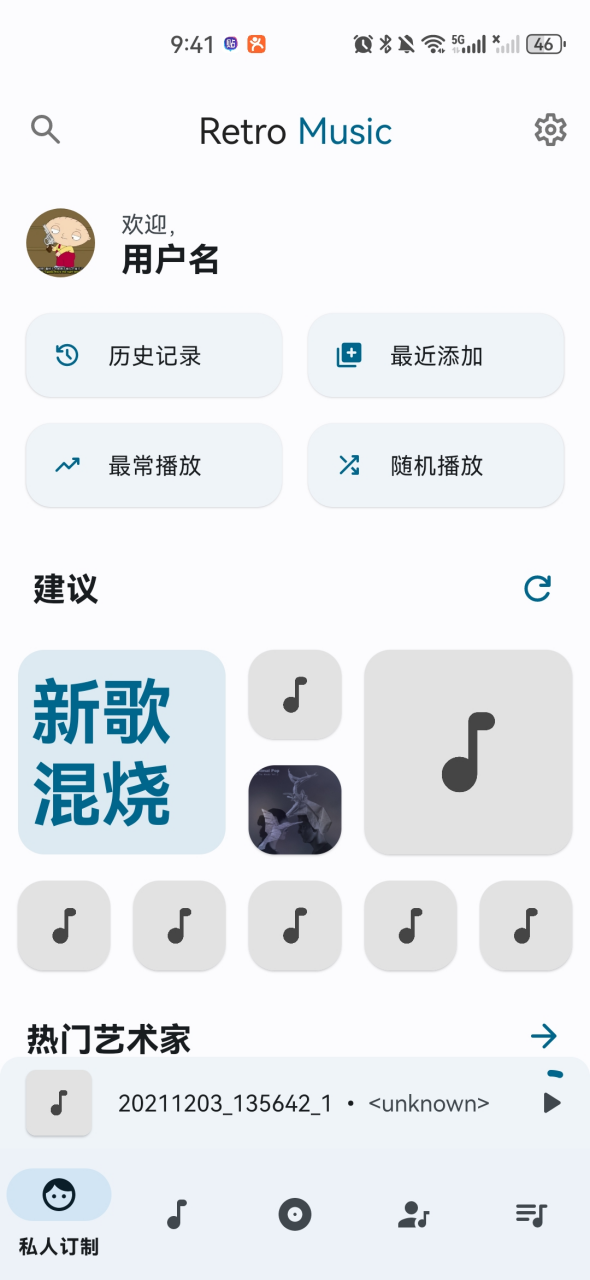 9:41
5G
46
Retro Music
欢迎,
用户名
历史记录
最近添加
最常播放
随机播放
建议
新歌
混烧
热门艺术家
20211203_135642_1 • <unknown>
私人订制